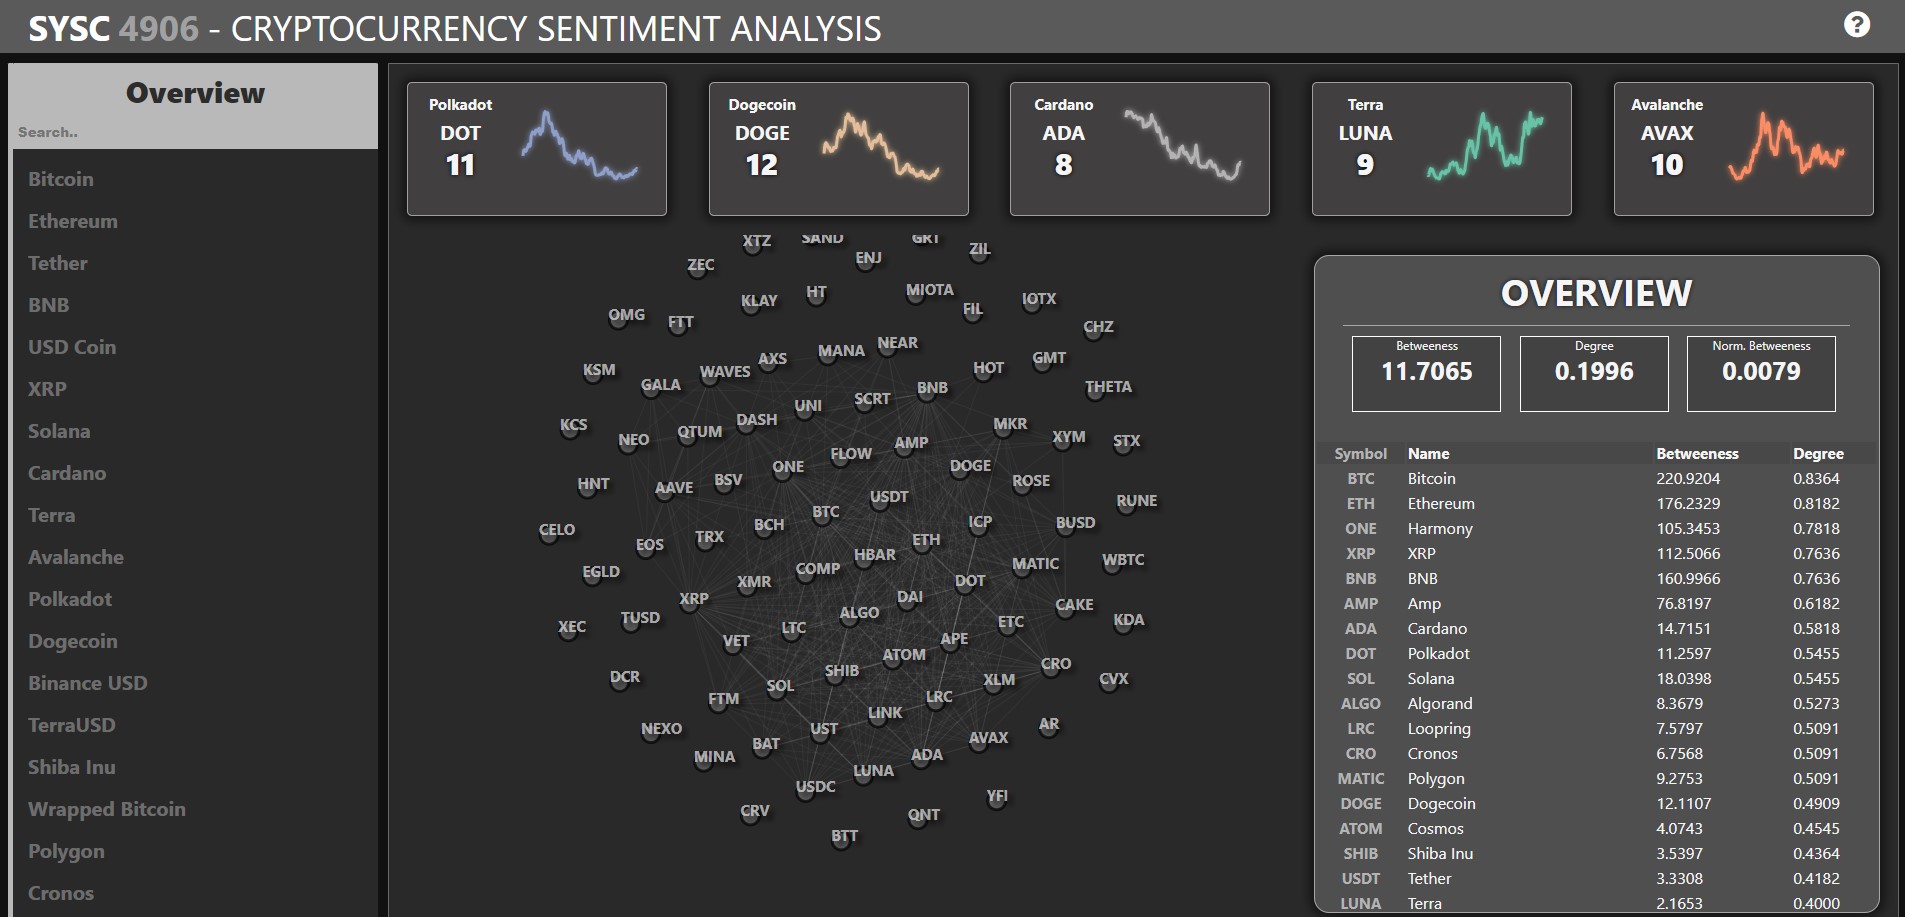 SYSC 4906 - CRYPTOCURRENCY SENTIMENT ANALYSIS
?
Overview
Search..
Bitcoin
Ethereum
Tether
BNB
USD Coin
XRP
Solana
Cardano
Terra
Avalanche
Polkadot
Dogecoin
Binance USD
TerraUSD
Shiba Inu
Wrapped Bitcoin
Polygon
Cronos
Polkadot
DOT
11
Dogecoin
DOGE
12
Cardano
ADA
8
Terra
LUNA
9
Avalanche
AVAX
10
XTZ
SAND
GRT
ZIL
ENJ
ZEC
KLAY
HT
MIOTA
FIL
IOTX
OMG
FTT
CHZ
AXS
MANA
NEAR
GMT
KSM
GALA
WAVES
HOT
BNB
THETA
UNI
SCRT
KCS
NEO
QTUM
DASH
MKR
XYM
STX
AMP
FLOW
ONE
DOGE
HNT
AAVE
BSV
ROSE
USDT
RUNE
BTC
CELO
BCH
ICP
BUSD
EOS
TRX
ETH
HBAR
MATIC
WBTC
EGLD
COMP
XMR
DOT
XRP
DAI
CAKE
XEC
TUSD
ALGO
LTC
ETC
KDA
VET
APE
ATOM
CRO
DCR
SHIB
SOL
XLM
CVX
FTM
LRC
LINK
NEXO
UST
AR
MINA
BAT
AVAX
ADA
LUNA
USDC
YFI
CRV
QNT
BTT
OVERVIEW
Betweeness
11.7065
Degree
0.1996
Norm. Betweeness
0.0079
Symbol Name Betweeness Degree
BTC Bitcoin 220.9204 0.8364
ETH Ethereum 176.2329 0.8182
ONE Harmony 105.3453 0.7818
XRP XRP 112.5066 0.7636
BNB BNB 160.9966 0.7636
AMP Amp 76.8197 0.6182
ADA Cardano 14.7151 0.5818
DOT Polkadot 11.2597 0.5455
SOL Solana 18.0398 0.5455
ALGO Algorand 8.3679 0.5273
LRC Loopring 7.5797 0.5091
CRO Cronos 6.7568 0.5091
MATIC Polygon 9.2753 0.5091
DOGE Dogecoin 12.1107 0.4909
ATOM Cosmos 4.0743 0.4545
SHIB Shiba Inu 3.5397 0.4364
USDT Tether 3.3308 0.4182
LUNA Terra 2.1653 0.4000